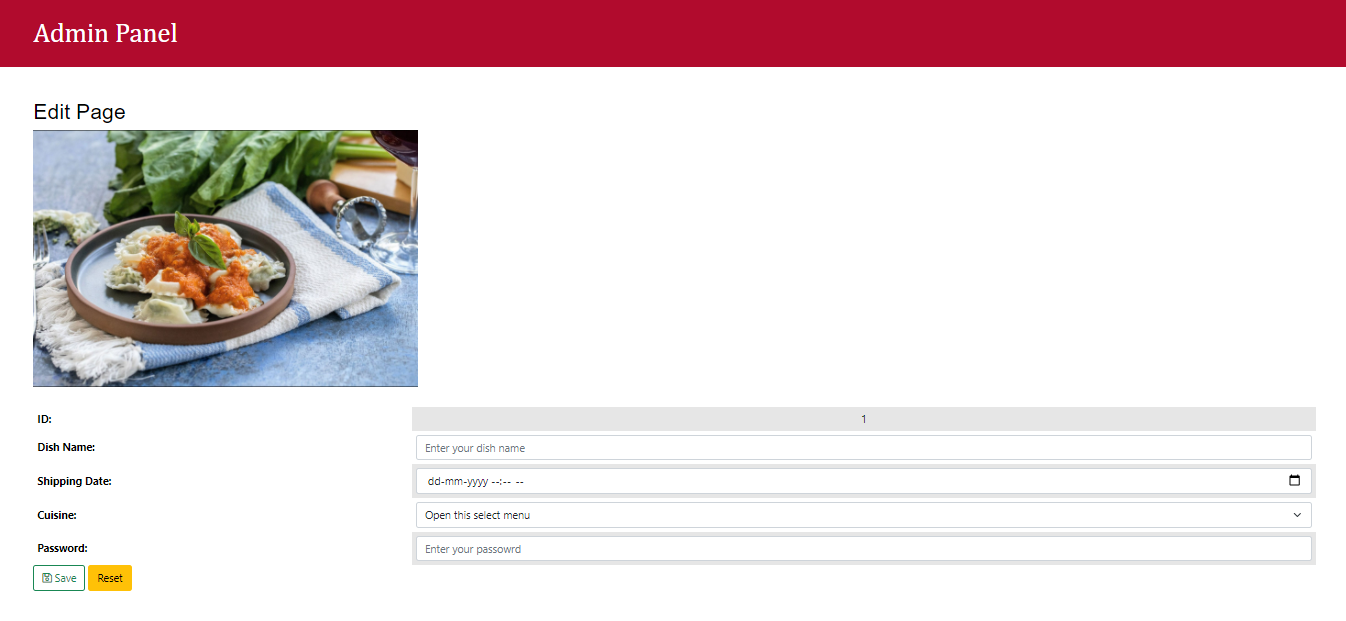 Admin Panel
Edit Page
ID: 1
Dish Name: Enter your dish name
Shipping Date: dd-mm-yyyy --:-- --
Cuisine: Open this select menu
Password: Enter your passowrd
Save Reset